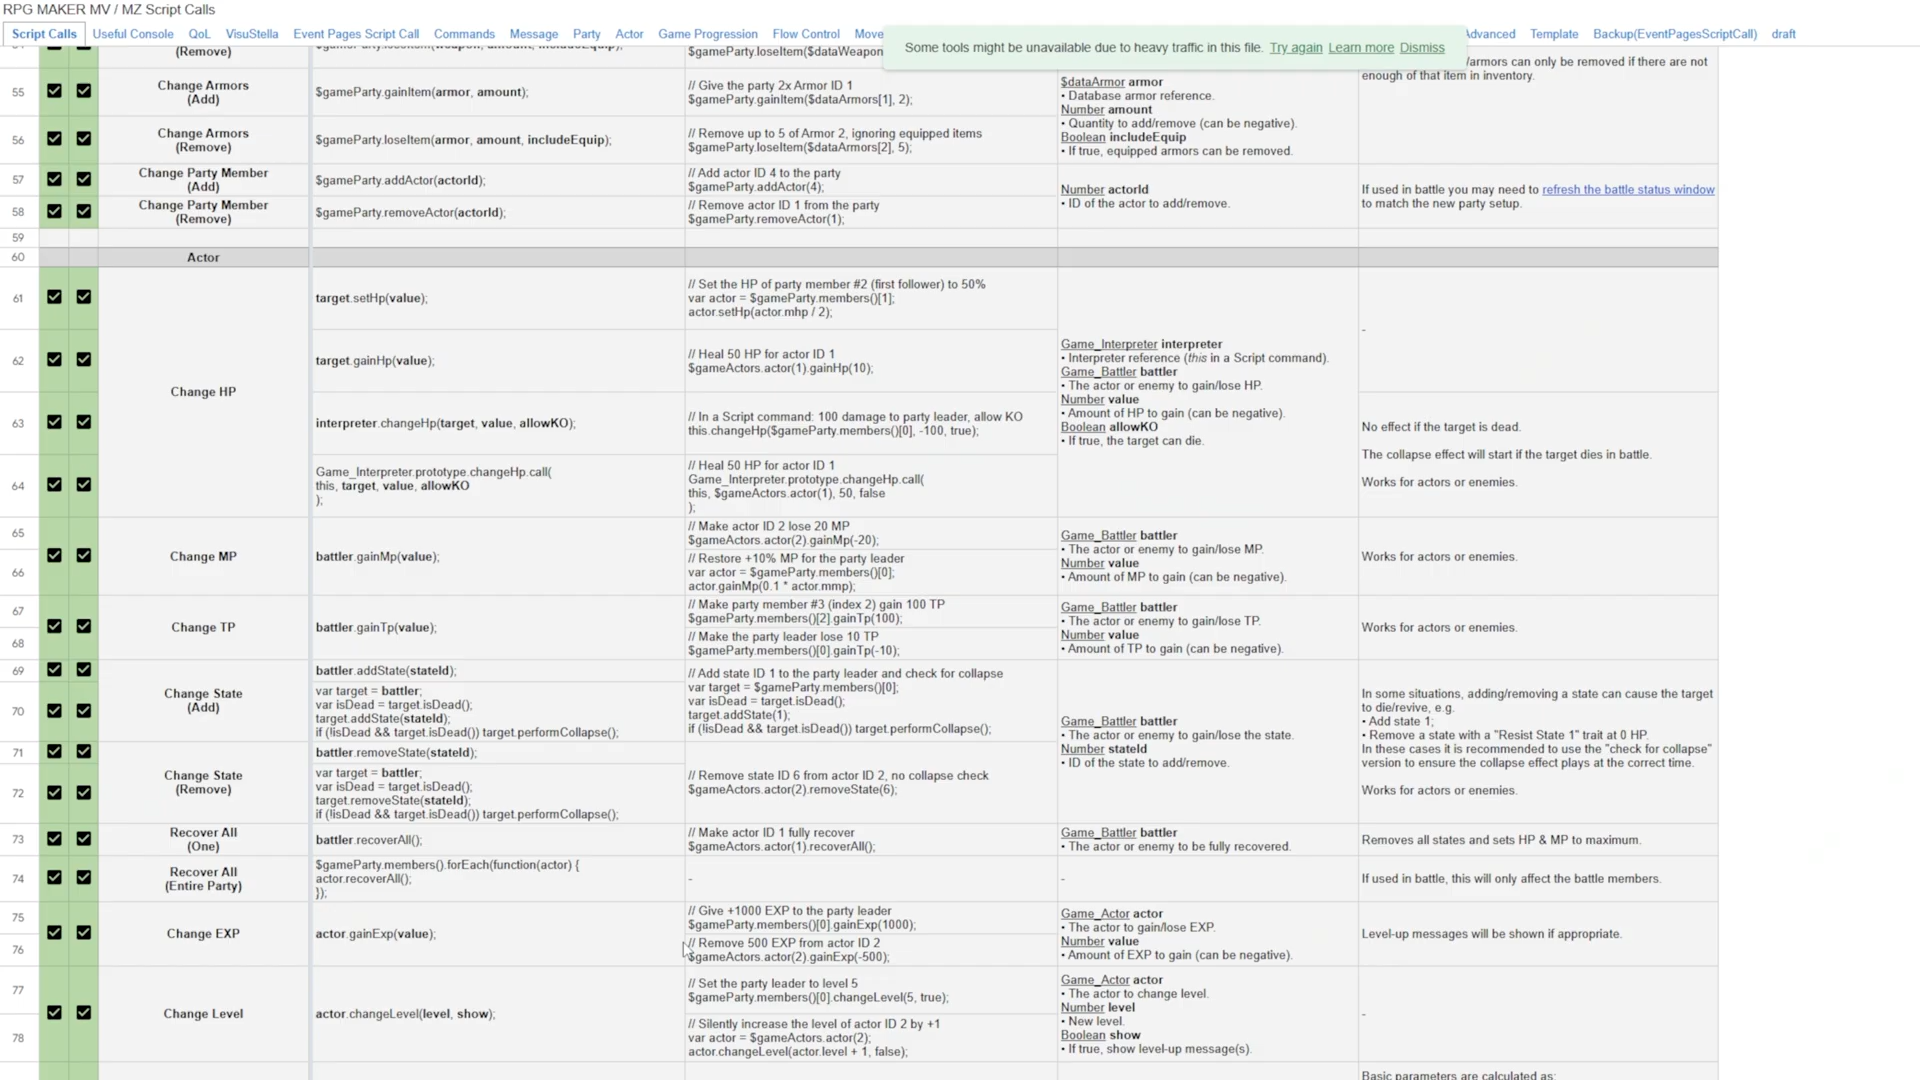 RPG MAKER MV / MZ Script Calls
Script Calls Useful Console QoL VisuStella Event Pages Script Call Commands Message Party Actor Game Progression Flow Control Move
Some tools might be unavailable due to heavy traffic in this file. Try again Learn more Dismiss
Advanced Template Backup(EventPagesScriptCall) draft
(Remove)
$gameParty.loseItem($dataWeapon
/armors can only be removed if there are not
enough of that item in inventory.
55
Change Armors
(Add)
$gameParty.gainItem(armor, amount);
// Give the party 2x Armor ID 1
$gameParty.gainItem($dataArmors[1], 2);
$dataArmor armor
• Database armor reference.
Number amount
• Quantity to add/remove (can be negative).
Boolean includeEquip
• If true, equipped armors can be removed.
56
Change Armors
(Remove)
$gameParty.loseItem(armor, amount, includeEquip);
// Remove up to 5 of Armor 2, ignoring equipped items
$gameParty.loseItem($dataArmors[2], 5);
57
Change Party Member
(Add)
$gameParty.addActor(actorId);
// Add actor ID 4 to the party
$gameParty.addActor(4);
Number actorId
• ID of the actor to add/remove.
If used in battle you may need to refresh the battle status window
to match the new party setup.
58
Change Party Member
(Remove)
$gameParty.removeActor(actorId);
// Remove actor ID 1 from the party
$gameParty.removeActor(1);
59
60
Actor
61
target.setHp(value);
// Set the HP of party member #2 (first follower) to 50%
var actor = $gameParty.members()[1];
actor.setHp(actor.mhp / 2);
-
62
target.gainHp(value);
// Heal 50 HP for actor ID 1
$gameActors.actor(1).gainHp(10);
Change HP
Game_Interpreter interpreter
• Interpreter reference (this in a Script command).
Game_Battler battler
• The actor or enemy to gain/lose HP.
Number value
• Amount of HP to gain (can be negative).
Boolean allowKO
• If true, the target can die.
63
interpreter.changeHp(target, value, allowKO);
// In a Script command: 100 damage to party leader, allow KO
this.changeHp($gameParty.members()[0], -100, true);
No effect if the target is dead.
The collapse effect will start if the target dies in battle.
Works for actors or enemies.
64
Game_Interpreter.prototype.changeHp.call(
this, target, value, allowKO
);
// Heal 50 HP for actor ID 1
Game_Interpreter.prototype.changeHp.call(
this, $gameActors.actor(1), 50, false
);
65
66
Change MP
battler.gainMp(value);
// Make actor ID 2 lose 20 MP
$gameActors.actor(2).gainMp(-20);
// Restore +10% MP for the party leader
var actor = $gameParty.members()[0];
actor.gainMp(0.1 * actor.mmp);
Game_Battler battler
• The actor or enemy to gain/lose MP.
Number value
• Amount of MP to gain (can be negative).
Works for actors or enemies.
67
68
Change TP
battler.gainTp(value);
// Make party member #3 (index 2) gain 100 TP
$gameParty.members()[2].gainTp(100);
// Make the party leader lose 10 TP
$gameParty.members()[0].gainTp(-10);
Game_Battler battler
• The actor or enemy to gain/lose TP.
Number value
• Amount of TP to gain (can be negative).
Works for actors or enemies.
69
70
Change State
(Add)
battler.addState(stateId);
var target = battler;
var isDead = target.isDead();
target.addState(stateId);
if (!isDead && target.isDead()) target.performCollapse();
// Add state ID 1 to the party leader and check for collapse
var target = $gameParty.members()[0];
var isDead = target.isDead();
target.addState(1);
if (!isDead && target.isDead()) target.performCollapse();
Game_Battler battler
• The actor or enemy to gain/lose the state.
Number stateId
• ID of the state to add/remove.
In some situations, adding/removing a state can cause the target
to die/revive, e.g.
• Add state 1;
• Remove a state with a "Resist State 1" trait at 0 HP.
In these cases it is recommended to use the "check for collapse"
version to ensure the collapse effect plays at the correct time.
Works for actors or enemies.
71
72
Change State
(Remove)
battler.removeState(stateId);
var target = battler;
var isDead = target.isDead();
target.removeState(stateId);
if (!isDead && target.isDead()) target.performCollapse();
// Remove state ID 6 from actor ID 2, no collapse check
$gameActors.actor(2).removeState(6);
73
Recover All
(One)
battler.recoverAll();
// Make actor ID 1 fully recover
$gameActors.actor(1).recoverAll();
Game_Battler battler
• The actor or enemy to be fully recovered.
Removes all states and sets HP & MP to maximum.
74
Recover All
(Entire Party)
$gameParty.members().forEach(function(actor) {
actor.recoverAll();
});
-
-
If used in battle, this will only affect the battle members.
75
76
Change EXP
actor.gainExp(value);
// Give +1000 EXP to the party leader
$gameParty.members()[0].gainExp(1000);
// Remove 500 EXP from actor ID 2
$gameActors.actor(2).gainExp(-500);
Game_Actor actor
• The actor to gain/lose EXP.
Number value
• Amount of EXP to gain (can be negative).
Level-up messages will be shown if appropriate.
77
78
Change Level
actor.changeLevel(level, show);
// Set the party leader to level 5
$gameParty.members()[0].changeLevel(5, true);
// Silently increase the level of actor ID 2 by +1
var actor = $gameActors.actor(2);
actor.changeLevel(actor.level + 1, false);
Game_Actor actor
• The actor to change level.
Number level
• New level.
Boolean show
• If true, show level-up message(s).
-
Basic parameters are calculated as: